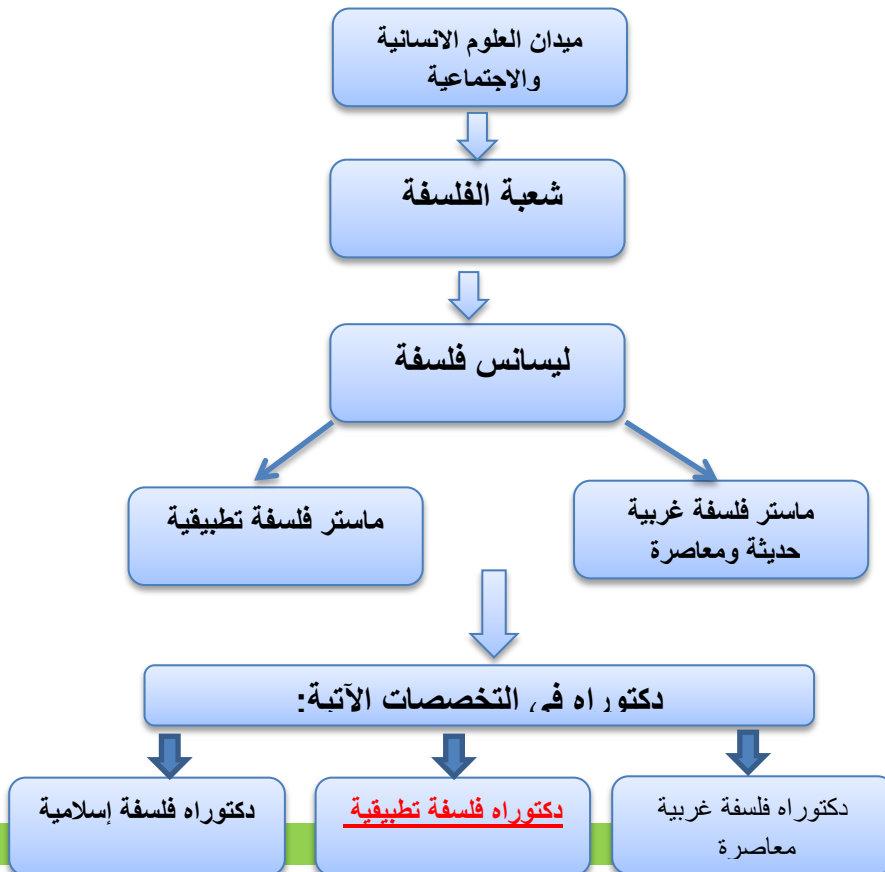 ميدان العلوم الانسانية
والاجتماعية
شعبة الفلسفة
ليسانس فلسفة
ماستر فلسفة غربية
حديثة ومعاصرة
ماستر فلسفة تطبيقية
دكتوراه في التخصصات الآتية:
دكتوراه فلسفة غربية
معاصرة
دكتوراه فلسفة تطبيقية
دكتوراه فلسفة إسلامية